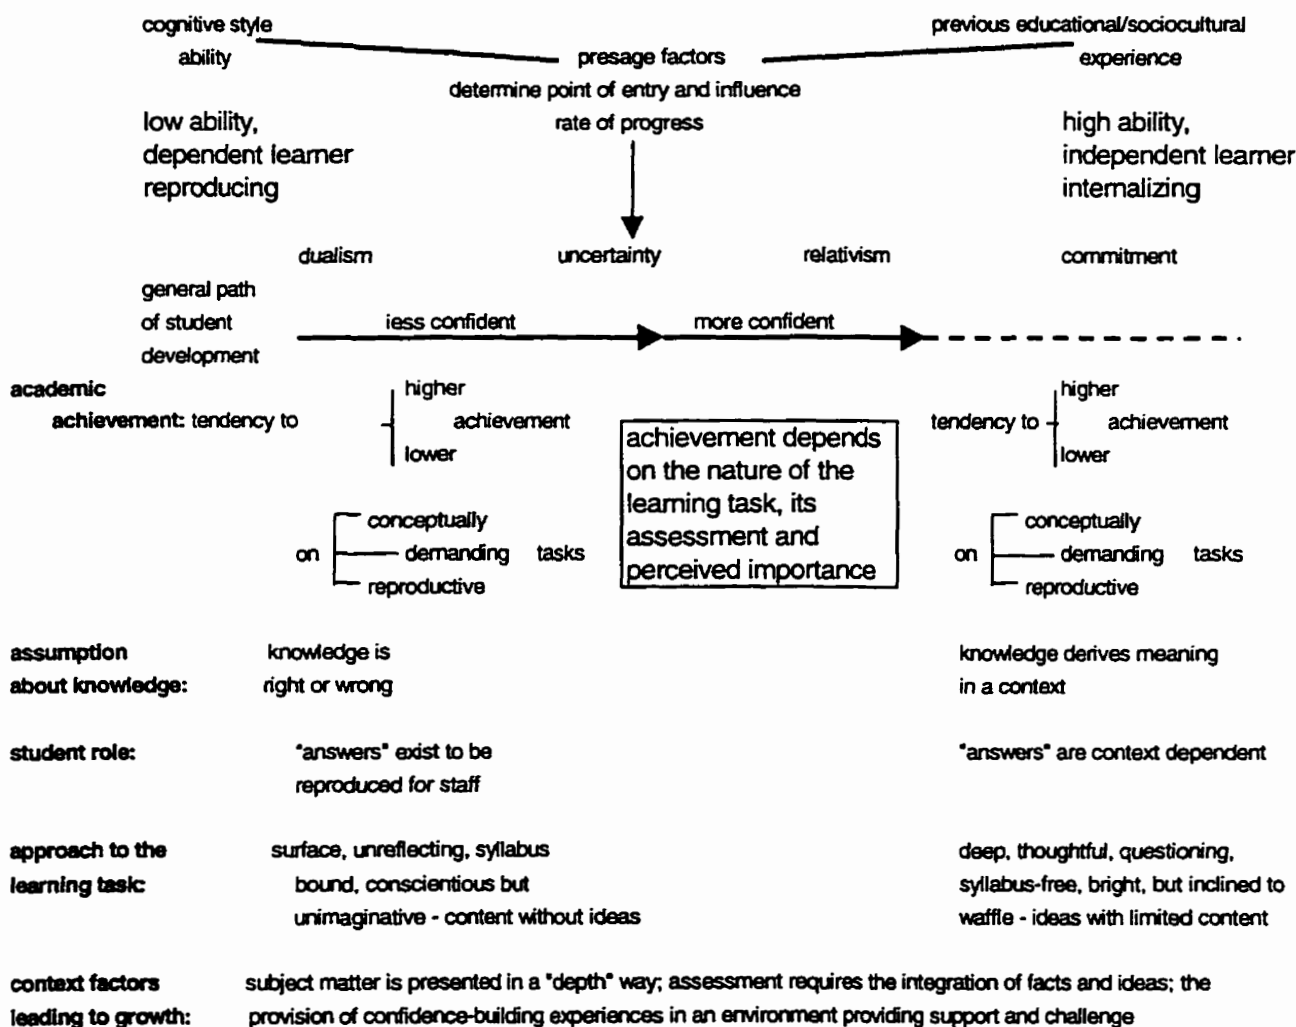 cognitive style previous educational/sociocultural
ability presage factors experience
determine point of entry and influence
low ability, rate of progress high ability,
dependent learner independent learner
reproducing internalizing
dualism uncertainty relativism commitment
general path
of student less confident more confident
development
academic higher higher
achievement: tendency to achievement tendency to achievement
lower lower
achievement depends
on the nature of the
learning task, its
assessment and
perceived importance
conceptually conceptually
on demanding tasks on demanding tasks
reproductive reproductive
assumption knowledge is knowledge derives meaning
about knowledge: right or wrong in a context
student role: "answers" exist to be "answers" are context dependent
reproduced for staff
approach to the surface, unreflecting, syllabus deep, thoughtful, questioning,
learning task: bound, conscientious but syllabus-free, bright, but inclined to
unimaginative - content without ideas waffle - ideas with limited content
context factors subject matter is presented in a "depth" way; assessment requires the integration of facts and ideas; the
leading to growth: provision of confidence-building experiences in an environment providing support and challenge